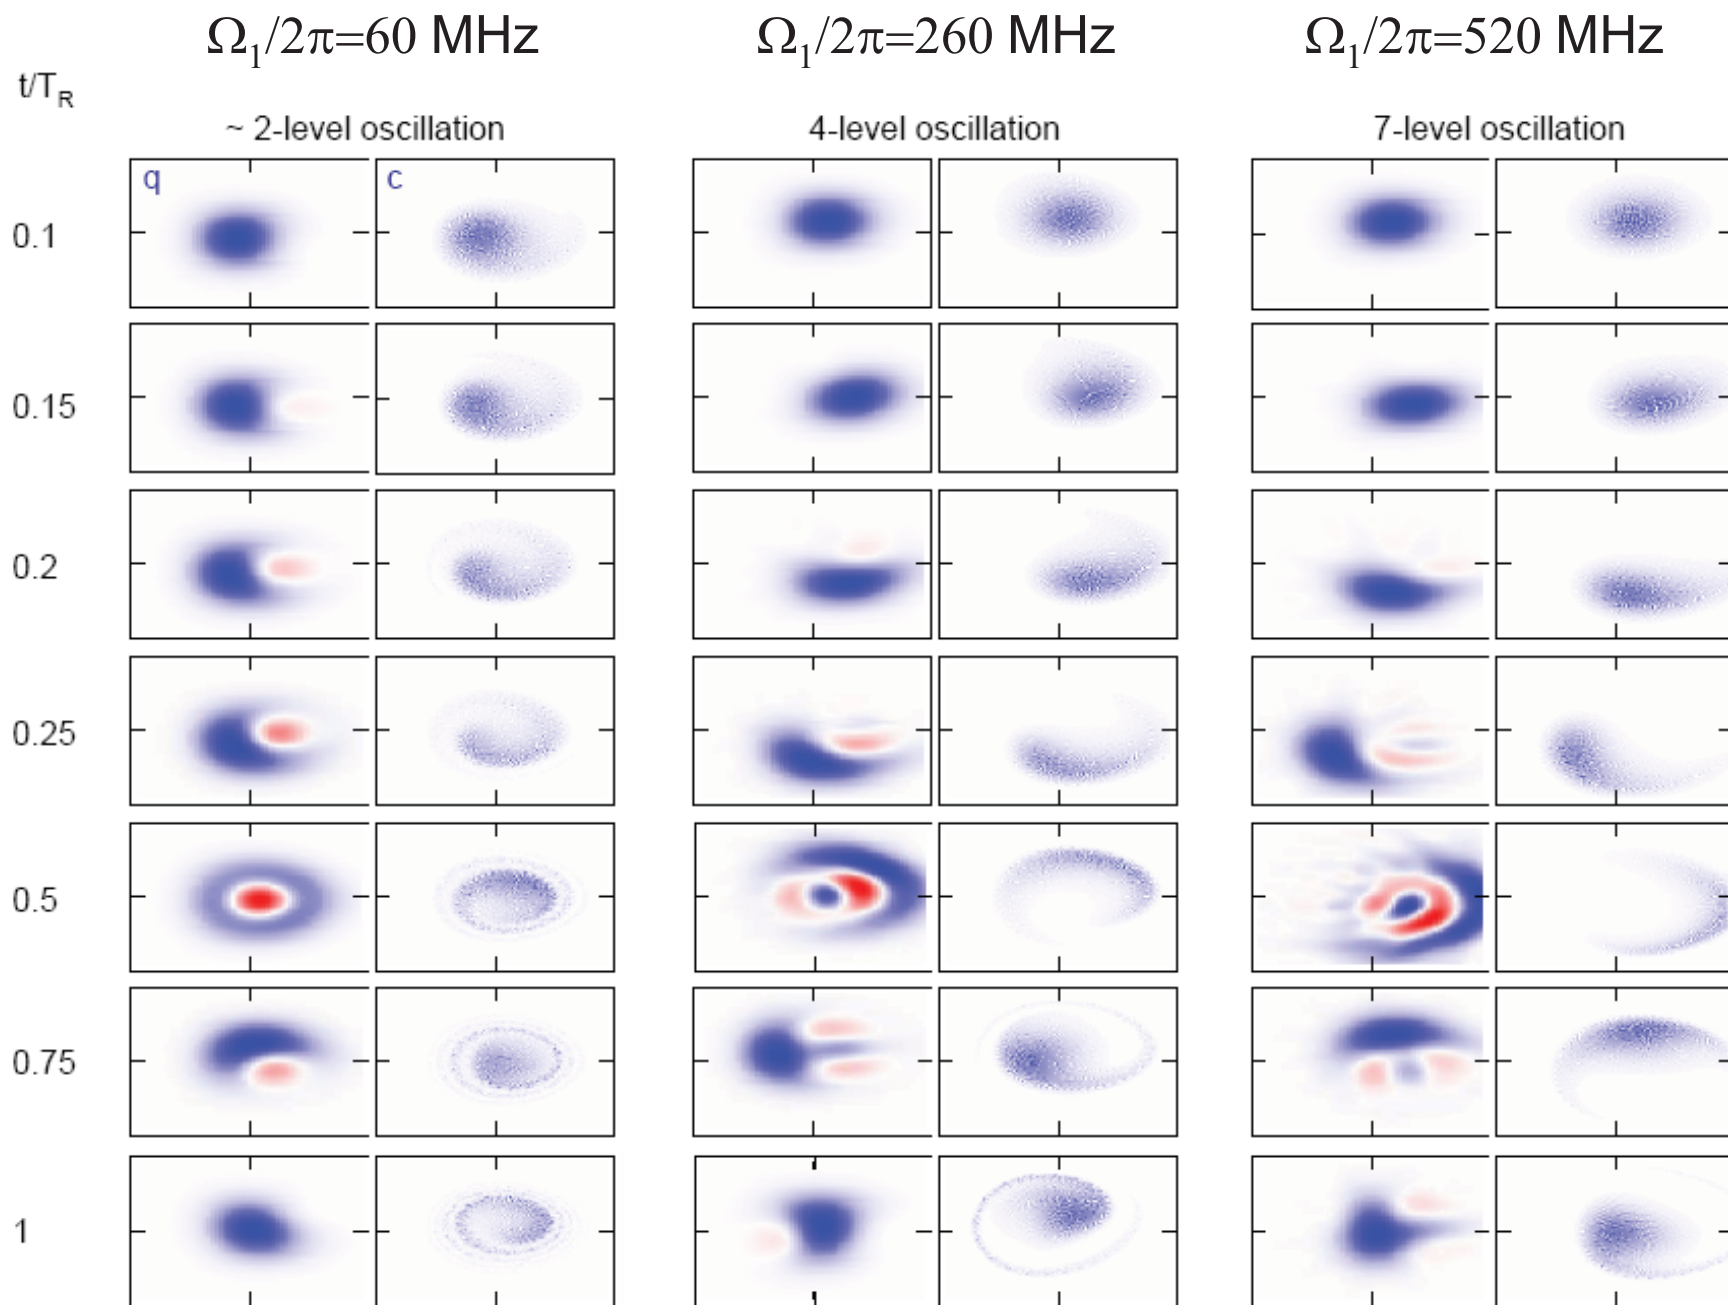 Ω₁/2π=60 MHz Ω₁/2π=260 MHz Ω₁/2π=520 MHz
t/T_R
~ 2-level oscillation 4-level oscillation 7-level oscillation
q c
0.1
0.15
0.2
0.25
0.5
0.75
1